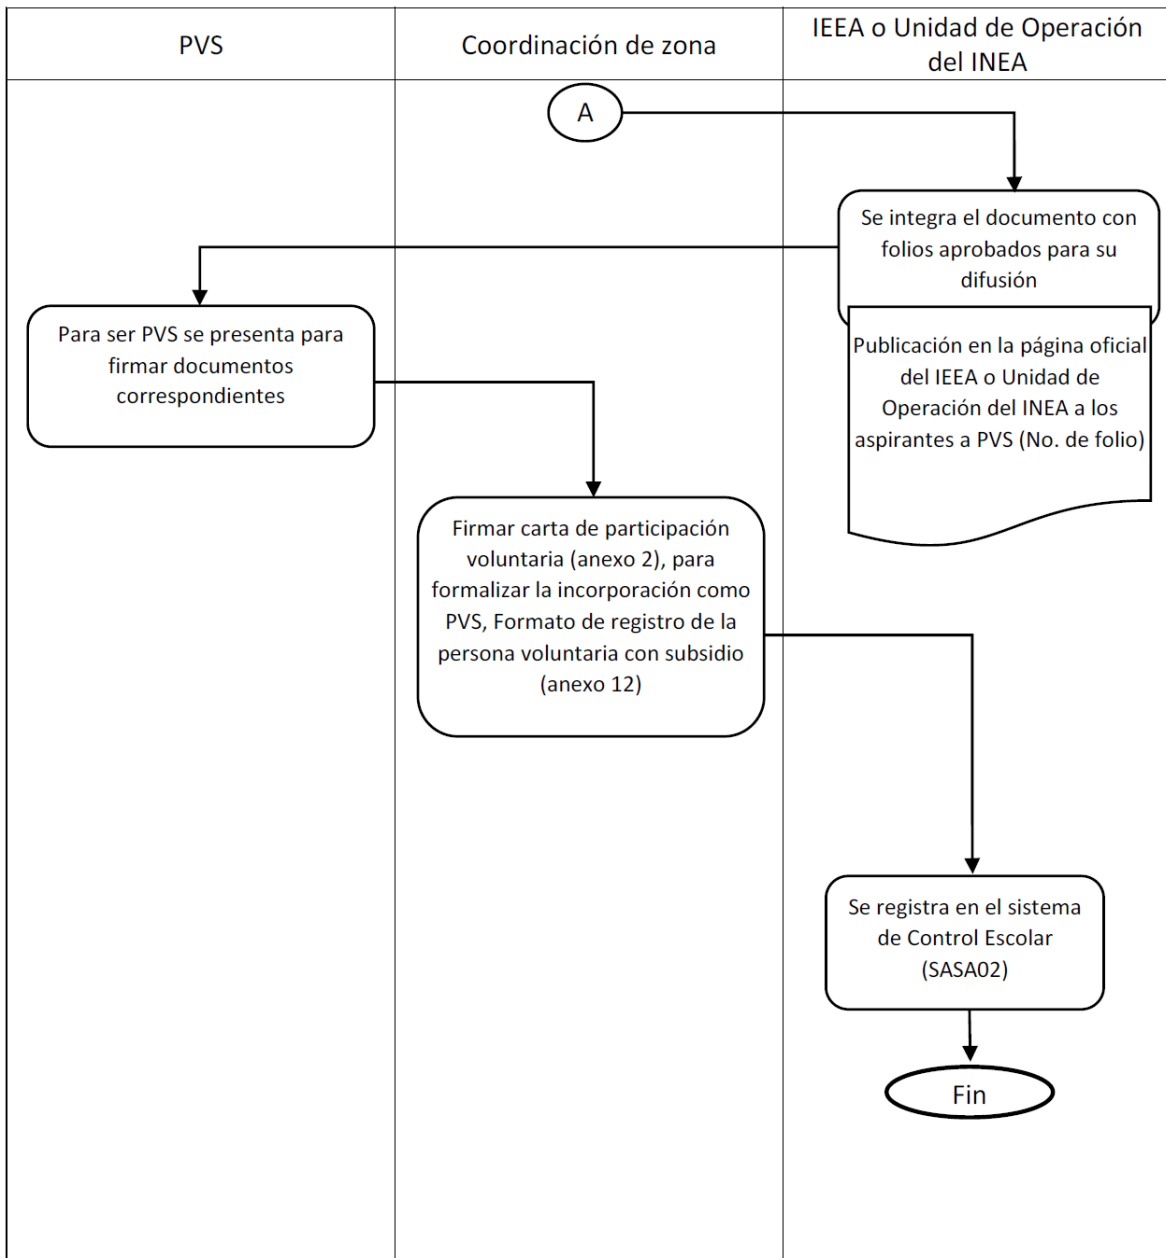 PVS
Coordinación de zona
IEEA o Unidad de Operación
del INEA
A
Se integra el documento con
folios aprobados para su
difusión
Publicación en la página oficial
del IEEA o Unidad de
Operación del INEA a los
aspirantes a PVS (No. de folio)
Para ser PVS se presenta para
firmar documentos
correspondientes
Firmar carta de participación
voluntaria (anexo 2), para
formalizar la incorporación como
PVS, Formato de registro de la
persona voluntaria con subsidio
(anexo 12)
Se registra en el sistema
de Control Escolar
(SASA02)
Fin